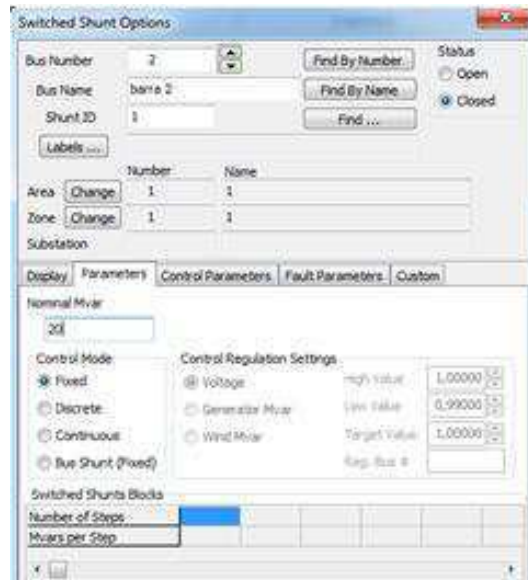 Switched Shunt Options
Bus Number 2 Find By Number Status
Open
Bus Name barra 2 Find By Name Closed
Shunt ID 1 Find ...
Labels ...
Number Name
Area Change 1 1
Zone Change 1 1
Substation
Display Parameters Control Parameters Fault Parameters Custom
Nominal Mvar
20
Control Mode Control Regulation Settings
Fixed Voltage High Value 1,00000
Discrete Generator Mvar Low Value 0,99000
Continuous Wind Mvar Target Value 1,00000
Bus Shunt (Fixed) Reg. Bus #
Switched Shunts Blocks
Number of Steps
Mvars per Step